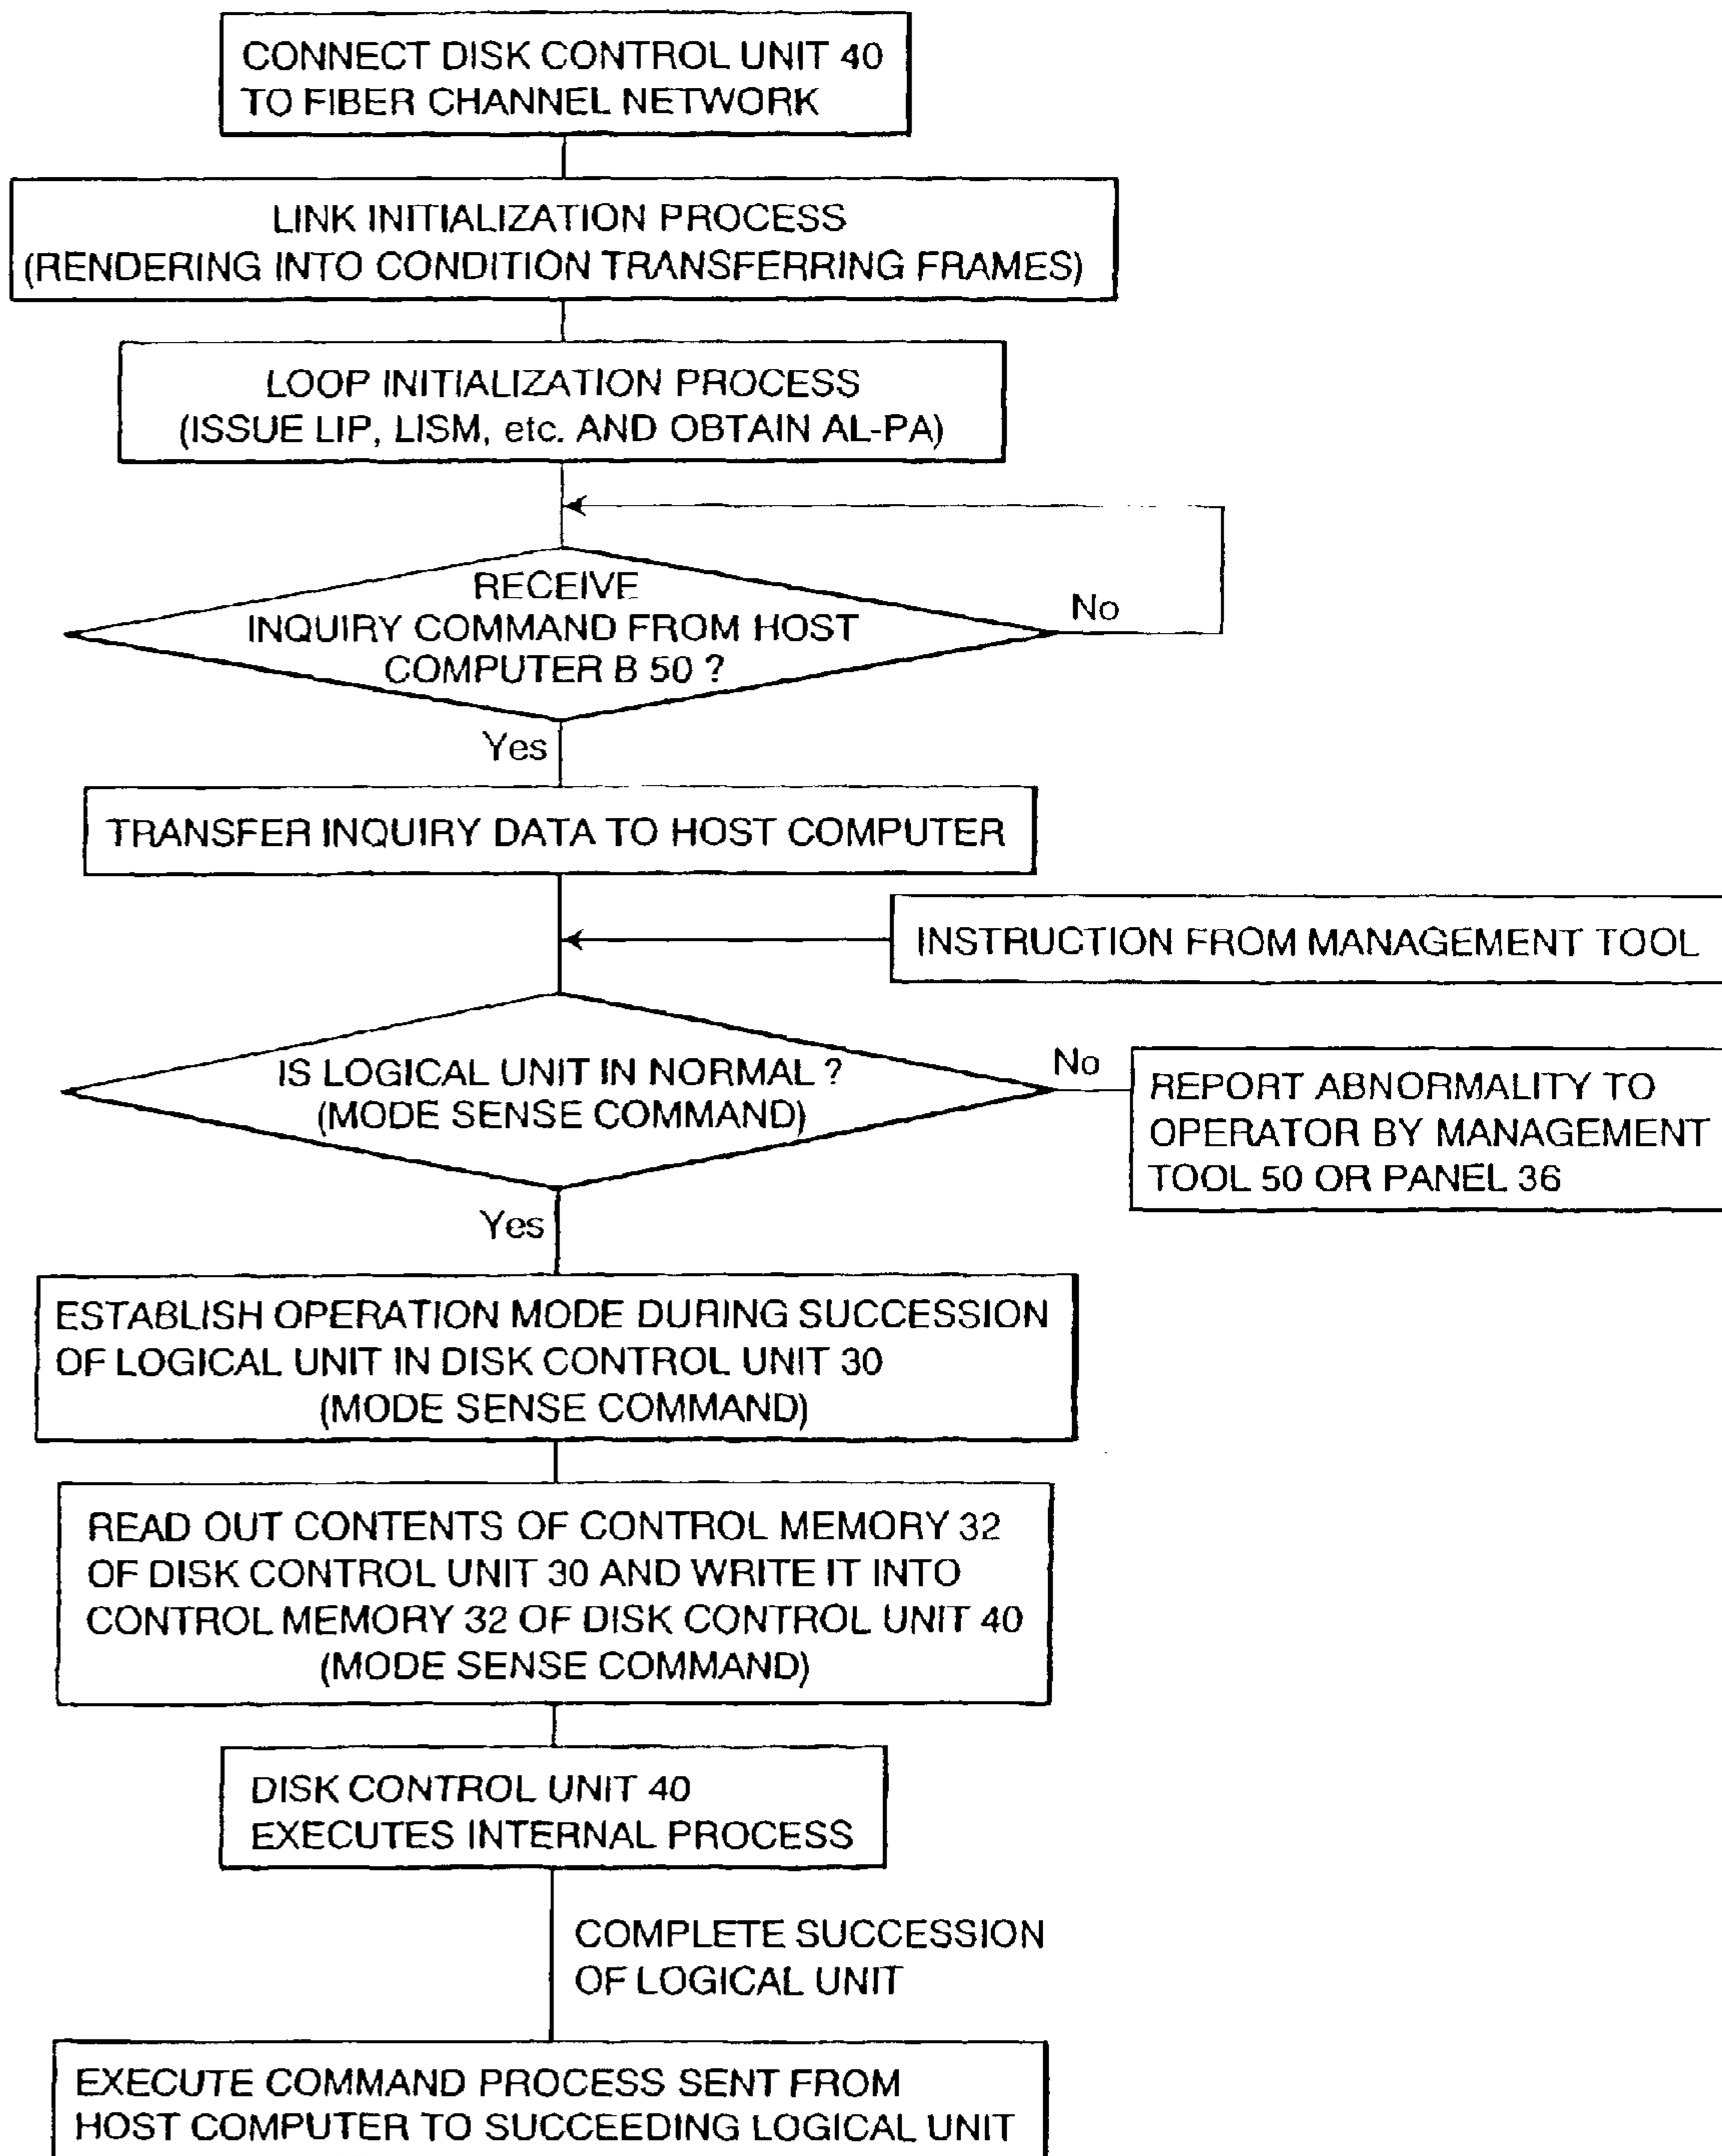 CONNECT DISK CONTROL UNIT 40
TO FIBER CHANNEL NETWORK
LINK INITIALIZATION PROCESS
(RENDERING INTO CONDITION TRANSFERRING FRAMES)
LOOP INITIALIZATION PROCESS
(ISSUE LIP, LISM, etc. AND OBTAIN AL-PA)
RECEIVE
INQUIRY COMMAND FROM HOST
COMPUTER B 50 ?
No
Yes
TRANSFER INQUIRY DATA TO HOST COMPUTER
INSTRUCTION FROM MANAGEMENT TOOL
IS LOGICAL UNIT IN NORMAL ?
(MODE SENSE COMMAND)
No
REPORT ABNORMALITY TO
OPERATOR BY MANAGEMENT
TOOL 50 OR PANEL 36
Yes
ESTABLISH OPERATION MODE DURING SUCCESSION
OF LOGICAL UNIT IN DISK CONTROL UNIT 30
(MODE SENSE COMMAND)
READ OUT CONTENTS OF CONTROL MEMORY 32
OF DISK CONTROL UNIT 30 AND WRITE IT INTO
CONTROL MEMORY 32 OF DISK CONTROL UNIT 40
(MODE SENSE COMMAND)
DISK CONTROL UNIT 40
EXECUTES INTERNAL PROCESS
COMPLETE SUCCESSION
OF LOGICAL UNIT
EXECUTE COMMAND PROCESS SENT FROM
HOST COMPUTER TO SUCCEEDING LOGICAL UNIT